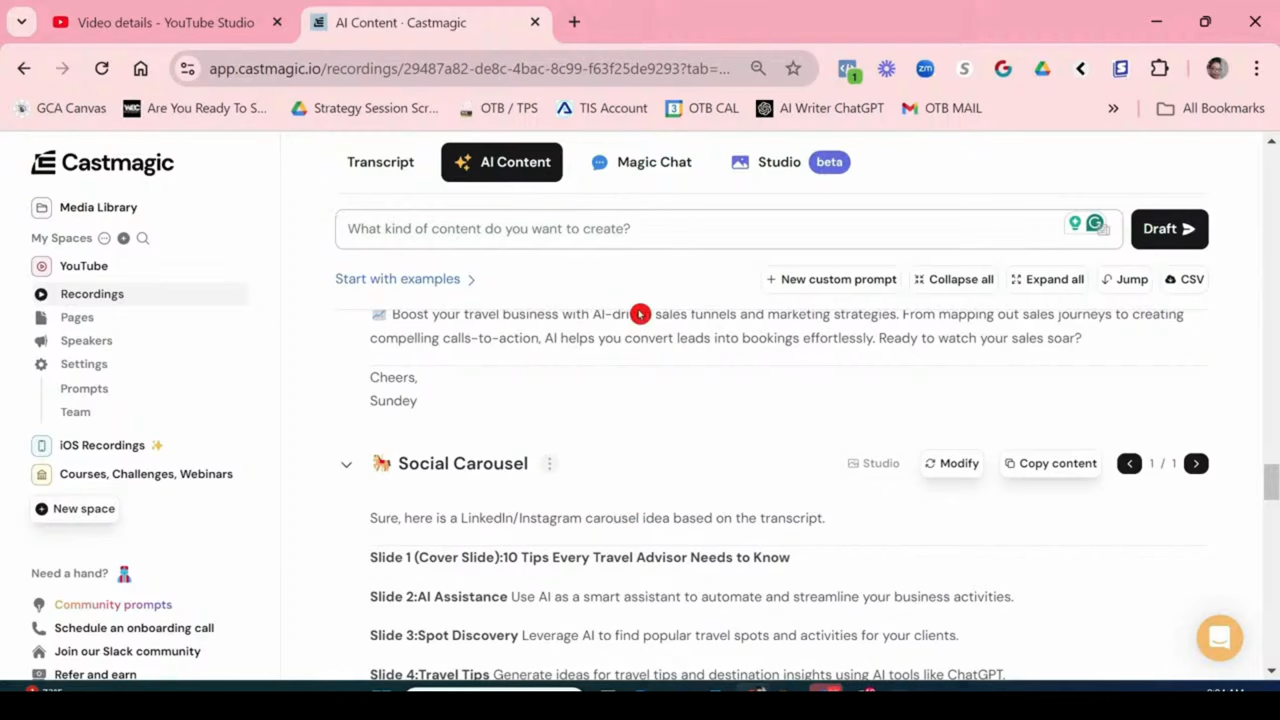 Video details - YouTube Studio
AI Content · Castmagic
app.castmagic.io/recordings/29487a82-de8c-4bac-8c99-f63f25de9293?tab=...
1
zm
S
GCA Canvas
Are You Ready To S...
Strategy Session Scr...
OTB / TPS
TIS Account
OTB CAL
AI Writer ChatGPT
OTB MAIL
All Bookmarks
Castmagic
Media Library
My Spaces
YouTube
Recordings
Pages
Speakers
Settings
Prompts
Team
iOS Recordings
Courses, Challenges, Webinars
New space
Need a hand?
Community prompts
Schedule an onboarding call
Join our Slack community
Refer and earn
Transcript
AI Content
Magic Chat
Studio beta
What kind of content do you want to create?
Draft
Start with examples
+ New custom prompt
Collapse all
Expand all
Jump
CSV
Boost your travel business with sales funnels and marketing strategies. From mapping out sales journeys to creating
compelling calls-to-action, AI helps you convert leads into bookings effortlessly. Ready to watch your sales soar?
Cheers,
Sundey
Social Carousel
Studio
Modify
Copy content
1 / 1
Sure, here is a LinkedIn/Instagram carousel idea based on the transcript.
Slide 1 (Cover Slide):10 Tips Every Travel Advisor Needs to Know
Slide 2:AI Assistance Use AI as a smart assistant to automate and streamline your business activities.
Slide 3:Spot Discovery Leverage AI to find popular travel spots and activities for your clients.
Slide 4:Travel Tips Generate ideas for travel tips and destination insights using AI tools like ChatGPT.